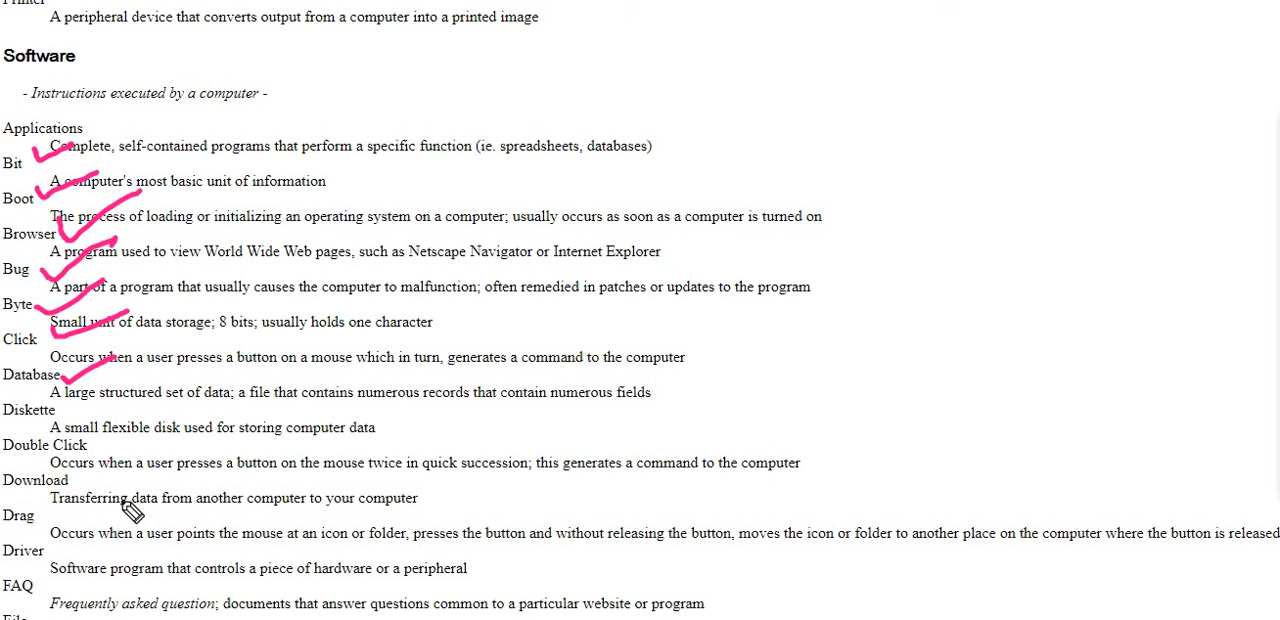 Printer
A peripheral device that converts output from a computer into a printed image
Software
- Instructions executed by a computer -
Applications
Complete, self-contained programs that perform a specific function (ie. spreadsheets, databases)
Bit
A computer's most basic unit of information
Boot
The process of loading or initializing an operating system on a computer; usually occurs as soon as a computer is turned on
Browser
A program used to view World Wide Web pages, such as Netscape Navigator or Internet Explorer
Bug
A part of a program that usually causes the computer to malfunction; often remedied in patches or updates to the program
Byte
Small unit of data storage; 8 bits; usually holds one character
Click
Occurs when a user presses a button on a mouse which in turn, generates a command to the computer
Database
A large structured set of data; a file that contains numerous records that contain numerous fields
Diskette
A small flexible disk used for storing computer data
Double Click
Occurs when a user presses a button on the mouse twice in quick succession; this generates a command to the computer
Download
Transferring data from another computer to your computer
Drag
Occurs when a user points the mouse at an icon or folder, presses the button and without releasing the button, moves the icon or folder to another place on the computer where the button is released
Driver
Software program that controls a piece of hardware or a peripheral
FAQ
Frequently asked question; documents that answer questions common to a particular website or program